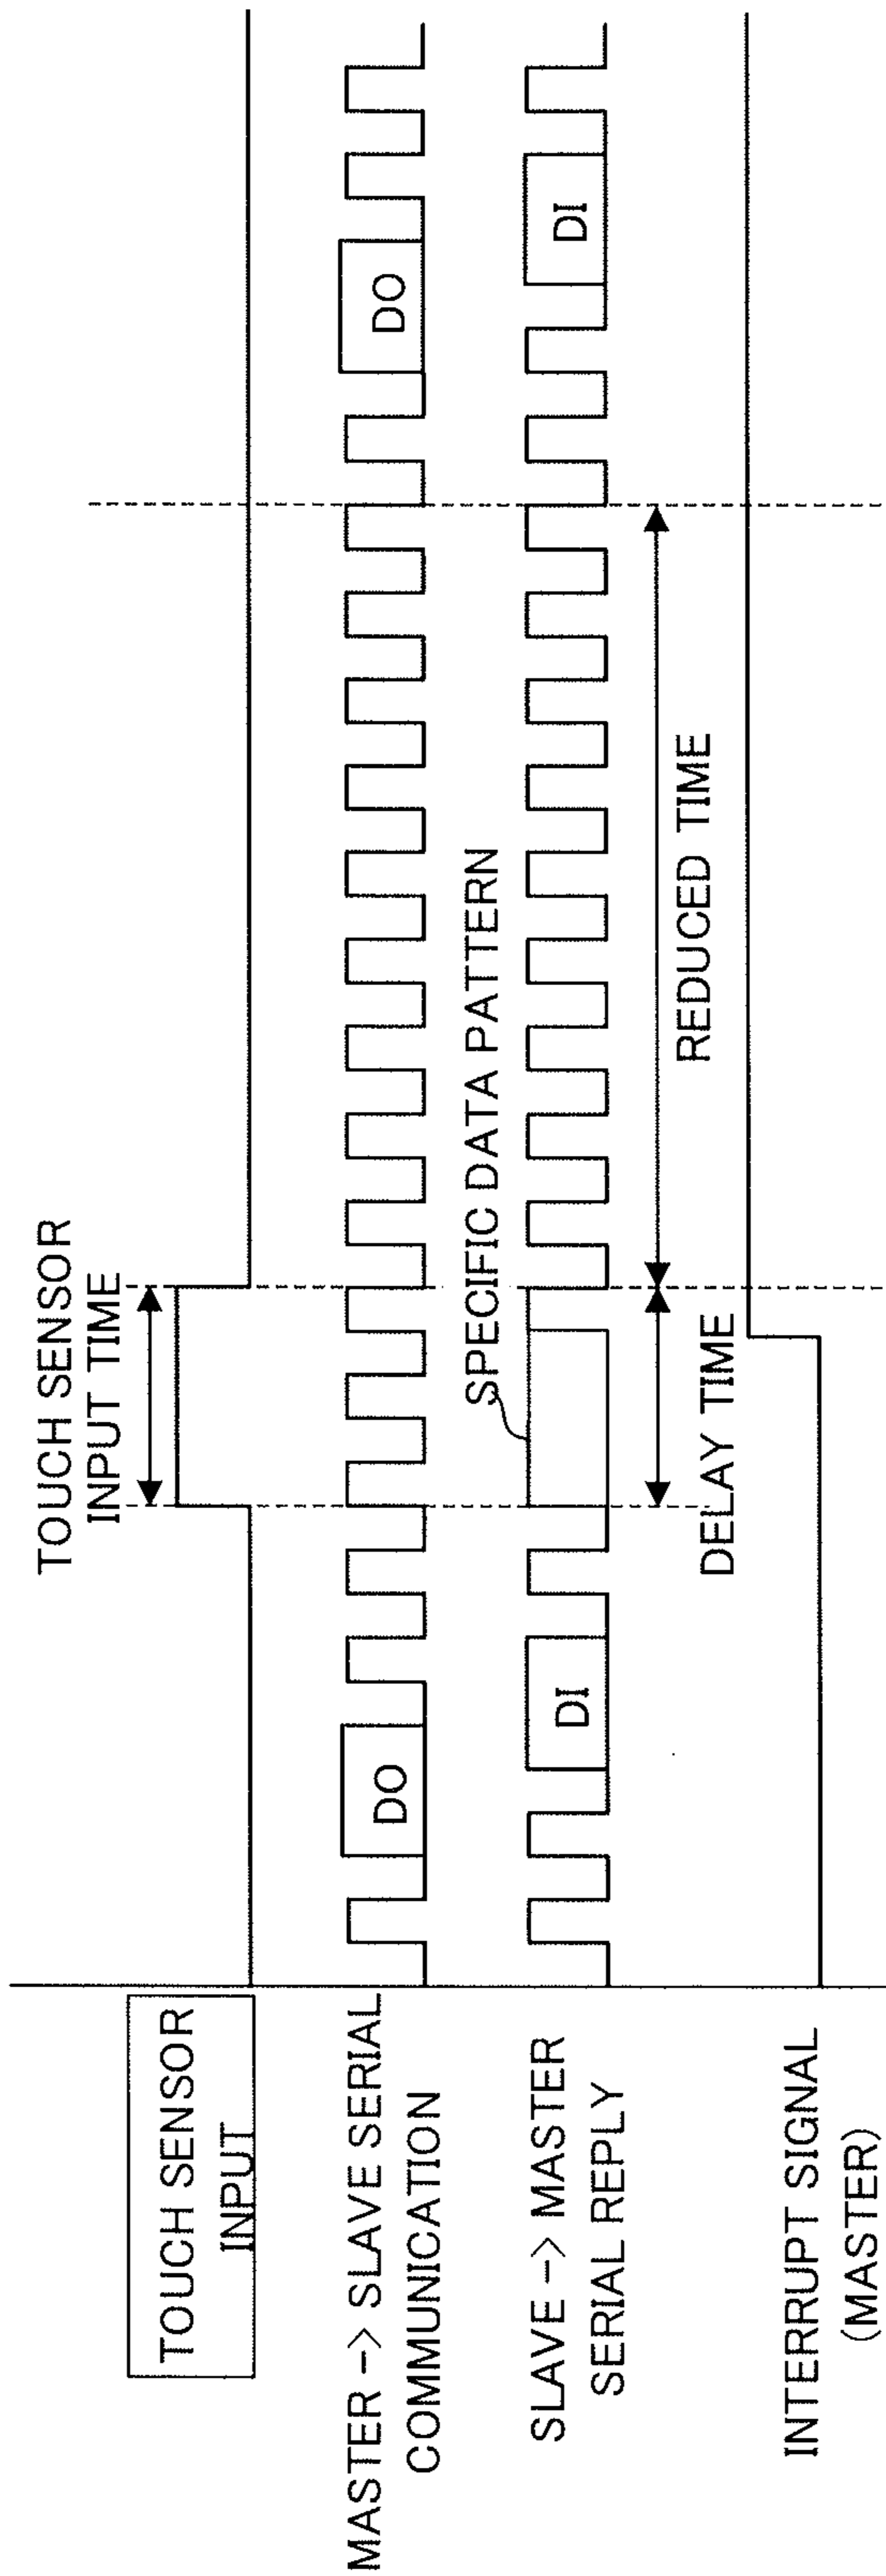 TOUCH SENSOR
INPUT TIME
TOUCH SENSOR
INPUT
MASTER -> SLAVE SERIAL
COMMUNICATION
DO
DO
SPECIFIC DATA PATTERN
SLAVE -> MASTER
SERIAL REPLY
DI
DI
DELAY TIME
REDUCED TIME
INTERRUPT SIGNAL
(MASTER)